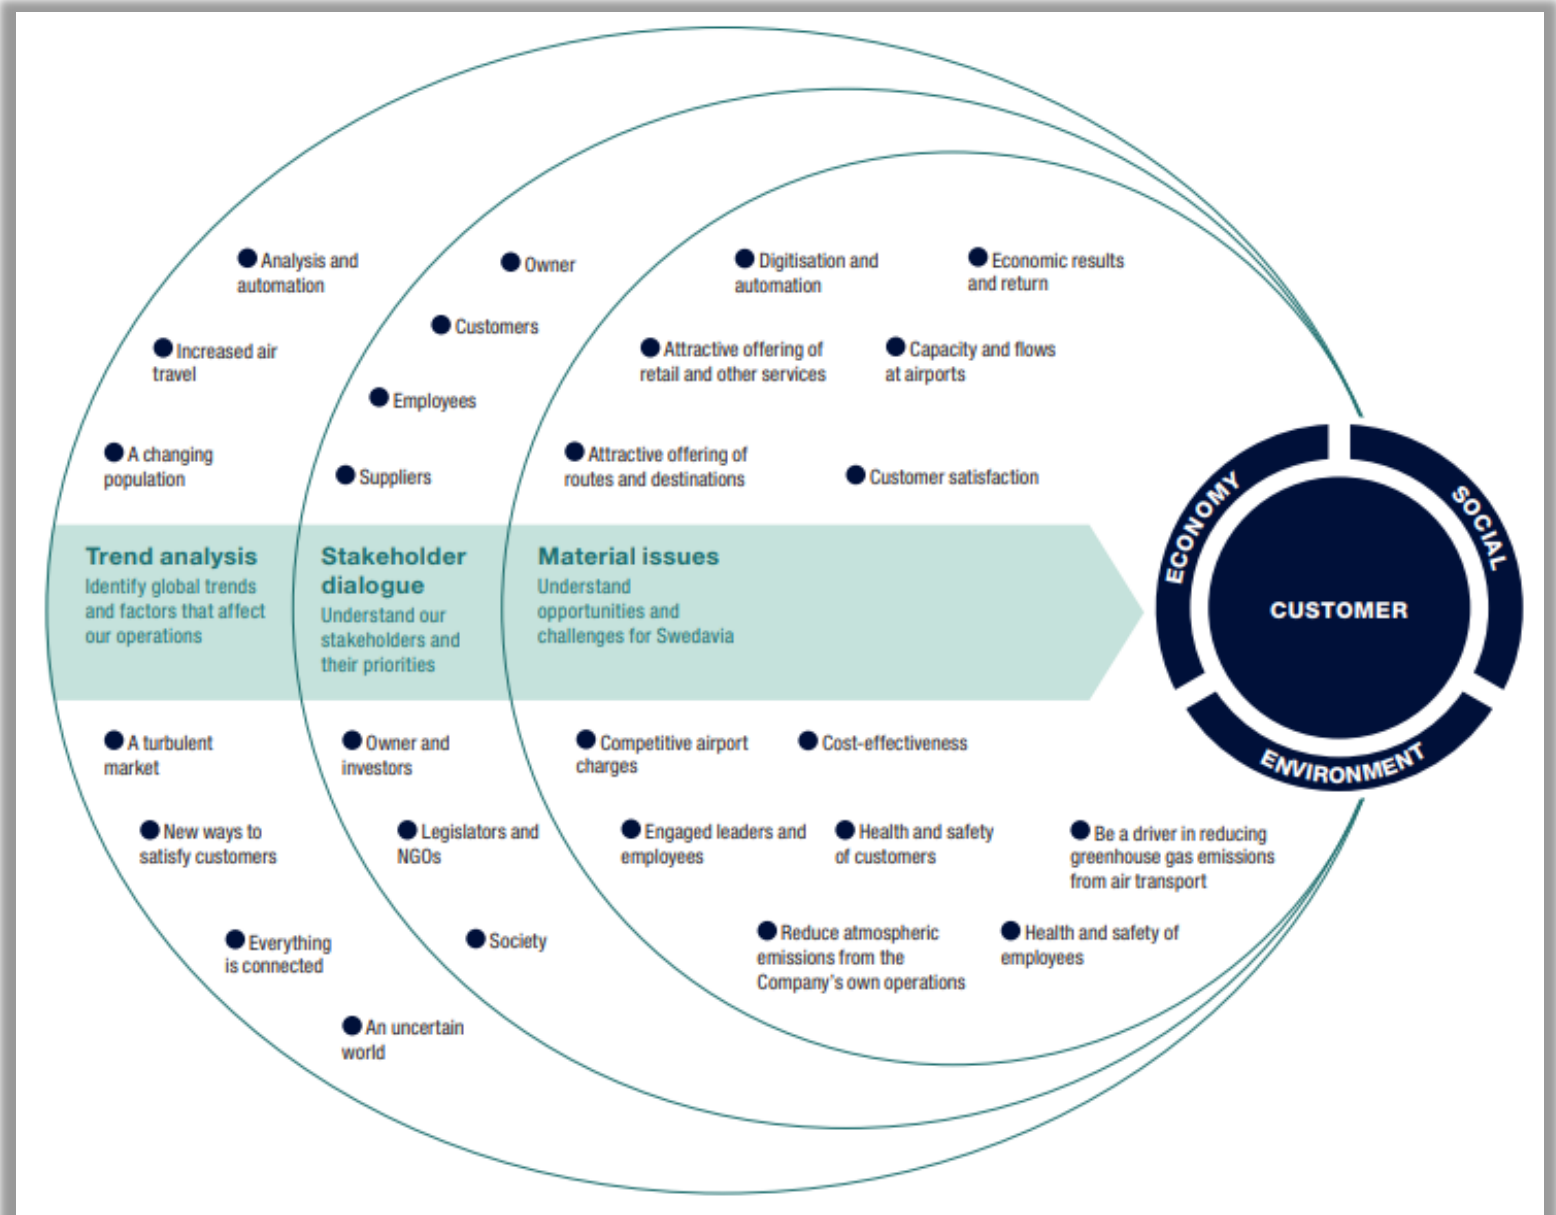 Analysis and
automation
Increased air
travel
A changing
population
Owner
Customers
Employees
Suppliers
Digitisation and
automation
Economic results
and return
Attractive offering of
retail and other services
Capacity and flows
at airports
Attractive offering of
routes and destinations
Customer satisfaction
Trend analysis
Identify global trends
and factors that affect
our operations
Stakeholder
dialogue
Understand our
stakeholders and
their priorities
Material issues
Understand
opportunities and
challenges for Swedavia
ECONOMY
SOCIAL
CUSTOMER
ENVIRONMENT
A turbulent
market
New ways to
satisfy customers
Everything
is connected
An uncertain
world
Owner and
investors
Legislators and
NGOs
Society
Competitive airport
charges
Cost-effectiveness
Engaged leaders and
employees
Health and safety
of customers
Be a driver in reducing
greenhouse gas emissions
from air transport
Reduce atmospheric
emissions from the
Company's own operations
Health and safety of
employees